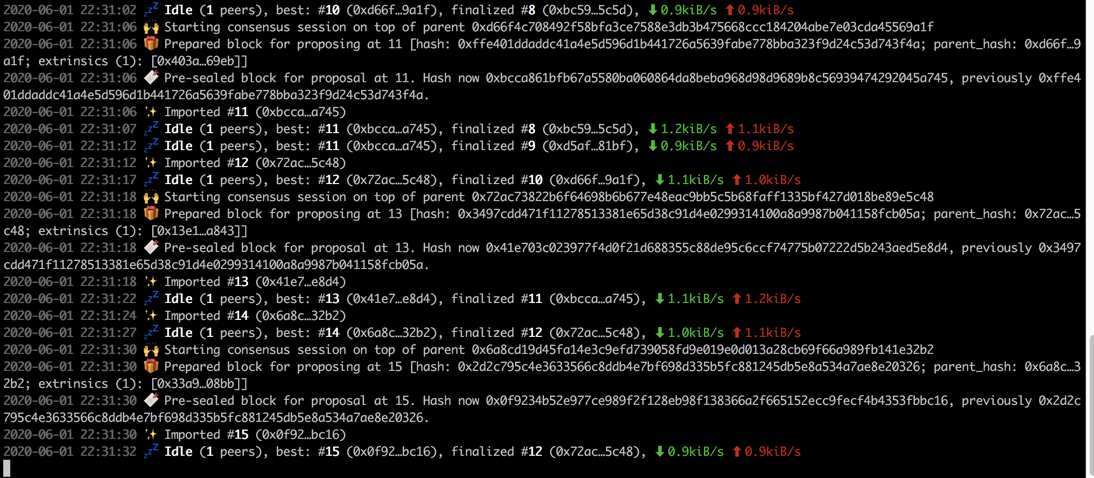 2020-06-01 22:31:02 💤 Idle (1 peers), best: #10 (0xd66f…9a1f), finalized #8 (0xbc59…5c5d), ⬇ 0.9kiB/s ⬆ 0.9kiB/s
2020-06-01 22:31:06 🙌 Starting consensus session on top of parent 0xd66f4c708492f58bfa3ce7588e3db3b475668ccc184204abe7e03cda45569a1f
2020-06-01 22:31:06 🎁 Prepared block for proposing at 11 [hash: 0xffe401ddaddc41a4e5d596d1b441726a5639fabe778bba323f9d24c53d743f4a; parent_hash: 0xd66f…9
a1f; extrinsics (1): [0x403a…69eb]]
2020-06-01 22:31:06 🔖 Pre-sealed block for proposal at 11. Hash now 0xbcca861bfb67a5580ba060864da8beba968d98d9689b8c56939474292045a745, previously 0xffe4
01ddaddc41a4e5d596d1b441726a5639fabe778bba323f9d24c53d743f4a.
2020-06-01 22:31:06 ✨ Imported #11 (0xbcca…a745)
2020-06-01 22:31:07 💤 Idle (1 peers), best: #11 (0xbcca…a745), finalized #8 (0xbc59…5c5d), ⬇ 1.2kiB/s ⬆ 1.1kiB/s
2020-06-01 22:31:12 💤 Idle (1 peers), best: #11 (0xbcca…a745), finalized #9 (0xd5af…81bf), ⬇ 0.9kiB/s ⬆ 0.9kiB/s
2020-06-01 22:31:12 ✨ Imported #12 (0x72ac…5c48)
2020-06-01 22:31:17 💤 Idle (1 peers), best: #12 (0x72ac…5c48), finalized #10 (0xd66f…9a1f), ⬇ 1.1kiB/s ⬆ 1.0kiB/s
2020-06-01 22:31:18 🙌 Starting consensus session on top of parent 0x72ac73822b6f64698b6b677e48eac9bb5c5b68faff1335bf427d018be89e5c48
2020-06-01 22:31:18 🎁 Prepared block for proposing at 13 [hash: 0x3497cdd471f11278513381e65d38c91d4e0299314100a8a9987b041158fcb05a; parent_hash: 0x72ac…5
c48; extrinsics (1): [0x13e1…a843]]
2020-06-01 22:31:18 🔖 Pre-sealed block for proposal at 13. Hash now 0x41e703c023977f4d0f21d688355c88de95c6ccf74775b07222d5b243aed5e8d4, previously 0x3497
cdd471f11278513381e65d38c91d4e0299314100a8a9987b041158fcb05a.
2020-06-01 22:31:18 ✨ Imported #13 (0x41e7…e8d4)
2020-06-01 22:31:22 💤 Idle (1 peers), best: #13 (0x41e7…e8d4), finalized #11 (0xbcca…a745), ⬇ 1.1kiB/s ⬆ 1.2kiB/s
2020-06-01 22:31:24 ✨ Imported #14 (0x6a8c…32b2)
2020-06-01 22:31:27 💤 Idle (1 peers), best: #14 (0x6a8c…32b2), finalized #12 (0x72ac…5c48), ⬇ 1.0kiB/s ⬆ 1.1kiB/s
2020-06-01 22:31:30 🙌 Starting consensus session on top of parent 0x6a8cd19d45fa14e3c9efd739058fd9e019e0d013a28cb69f66a989fb141e32b2
2020-06-01 22:31:30 🎁 Prepared block for proposing at 15 [hash: 0x2d2c795c4e3633566c8ddb4e7bf698d335b5fc881245db5e8a534a7ae8e20326; parent_hash: 0x6a8c…3
2b2; extrinsics (1): [0x33a9…08bb]]
2020-06-01 22:31:30 🔖 Pre-sealed block for proposal at 15. Hash now 0x0f9234b52e977ce989f2f128eb98f138366a2f665152ecc9fecf4b4353fbbc16, previously 0x2d2c
795c4e3633566c8ddb4e7bf698d335b5fc881245db5e8a534a7ae8e20326.
2020-06-01 22:31:30 ✨ Imported #15 (0x0f92…bc16)
2020-06-01 22:31:32 💤 Idle (1 peers), best: #15 (0x0f92…bc16), finalized #12 (0x72ac…5c48), ⬇ 0.9kiB/s ⬆ 0.9kiB/s